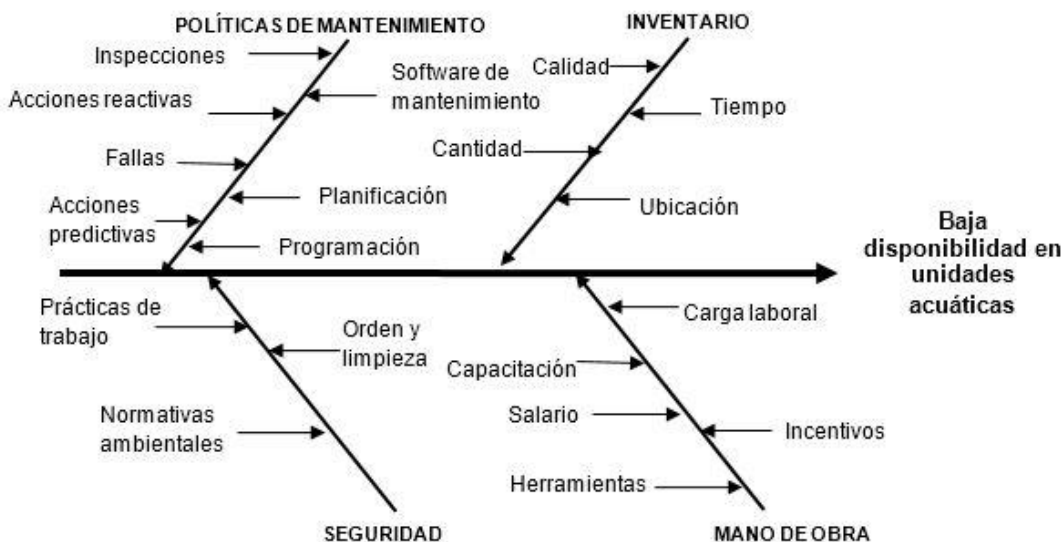 POLÍTICAS DE MANTENIMIENTO
INVENTARIO
Inspecciones
Software de
mantenimiento
Acciones reactivas
Fallas
Planificación
Acciones
predictivas
Programación
Calidad
Tiempo
Cantidad
Ubicación
Baja
disponibilidad en
unidades
acuáticas
Prácticas de
trabajo
Orden y
limpieza
Normativas
ambientales
SEGURIDAD
Carga laboral
Capacitación
Salario
Incentivos
Herramientas
MANO DE OBRA